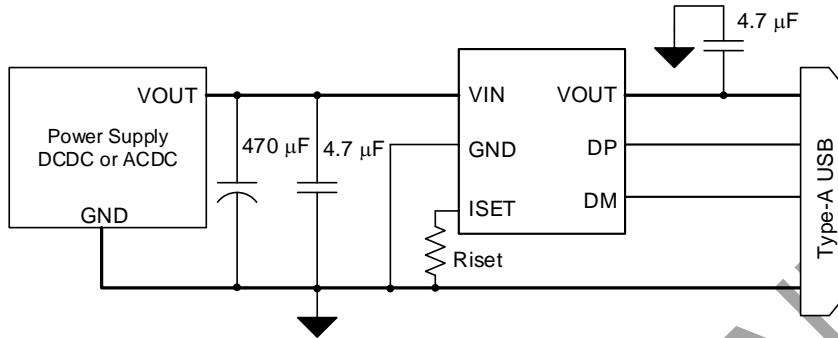 4.7 μF
VOUT
Power Supply
DCDC or ACDC
GND
470 μF
4.7 μF
VIN
VOUT
GND
DP
ISET
DM
Riset
Type-A USB